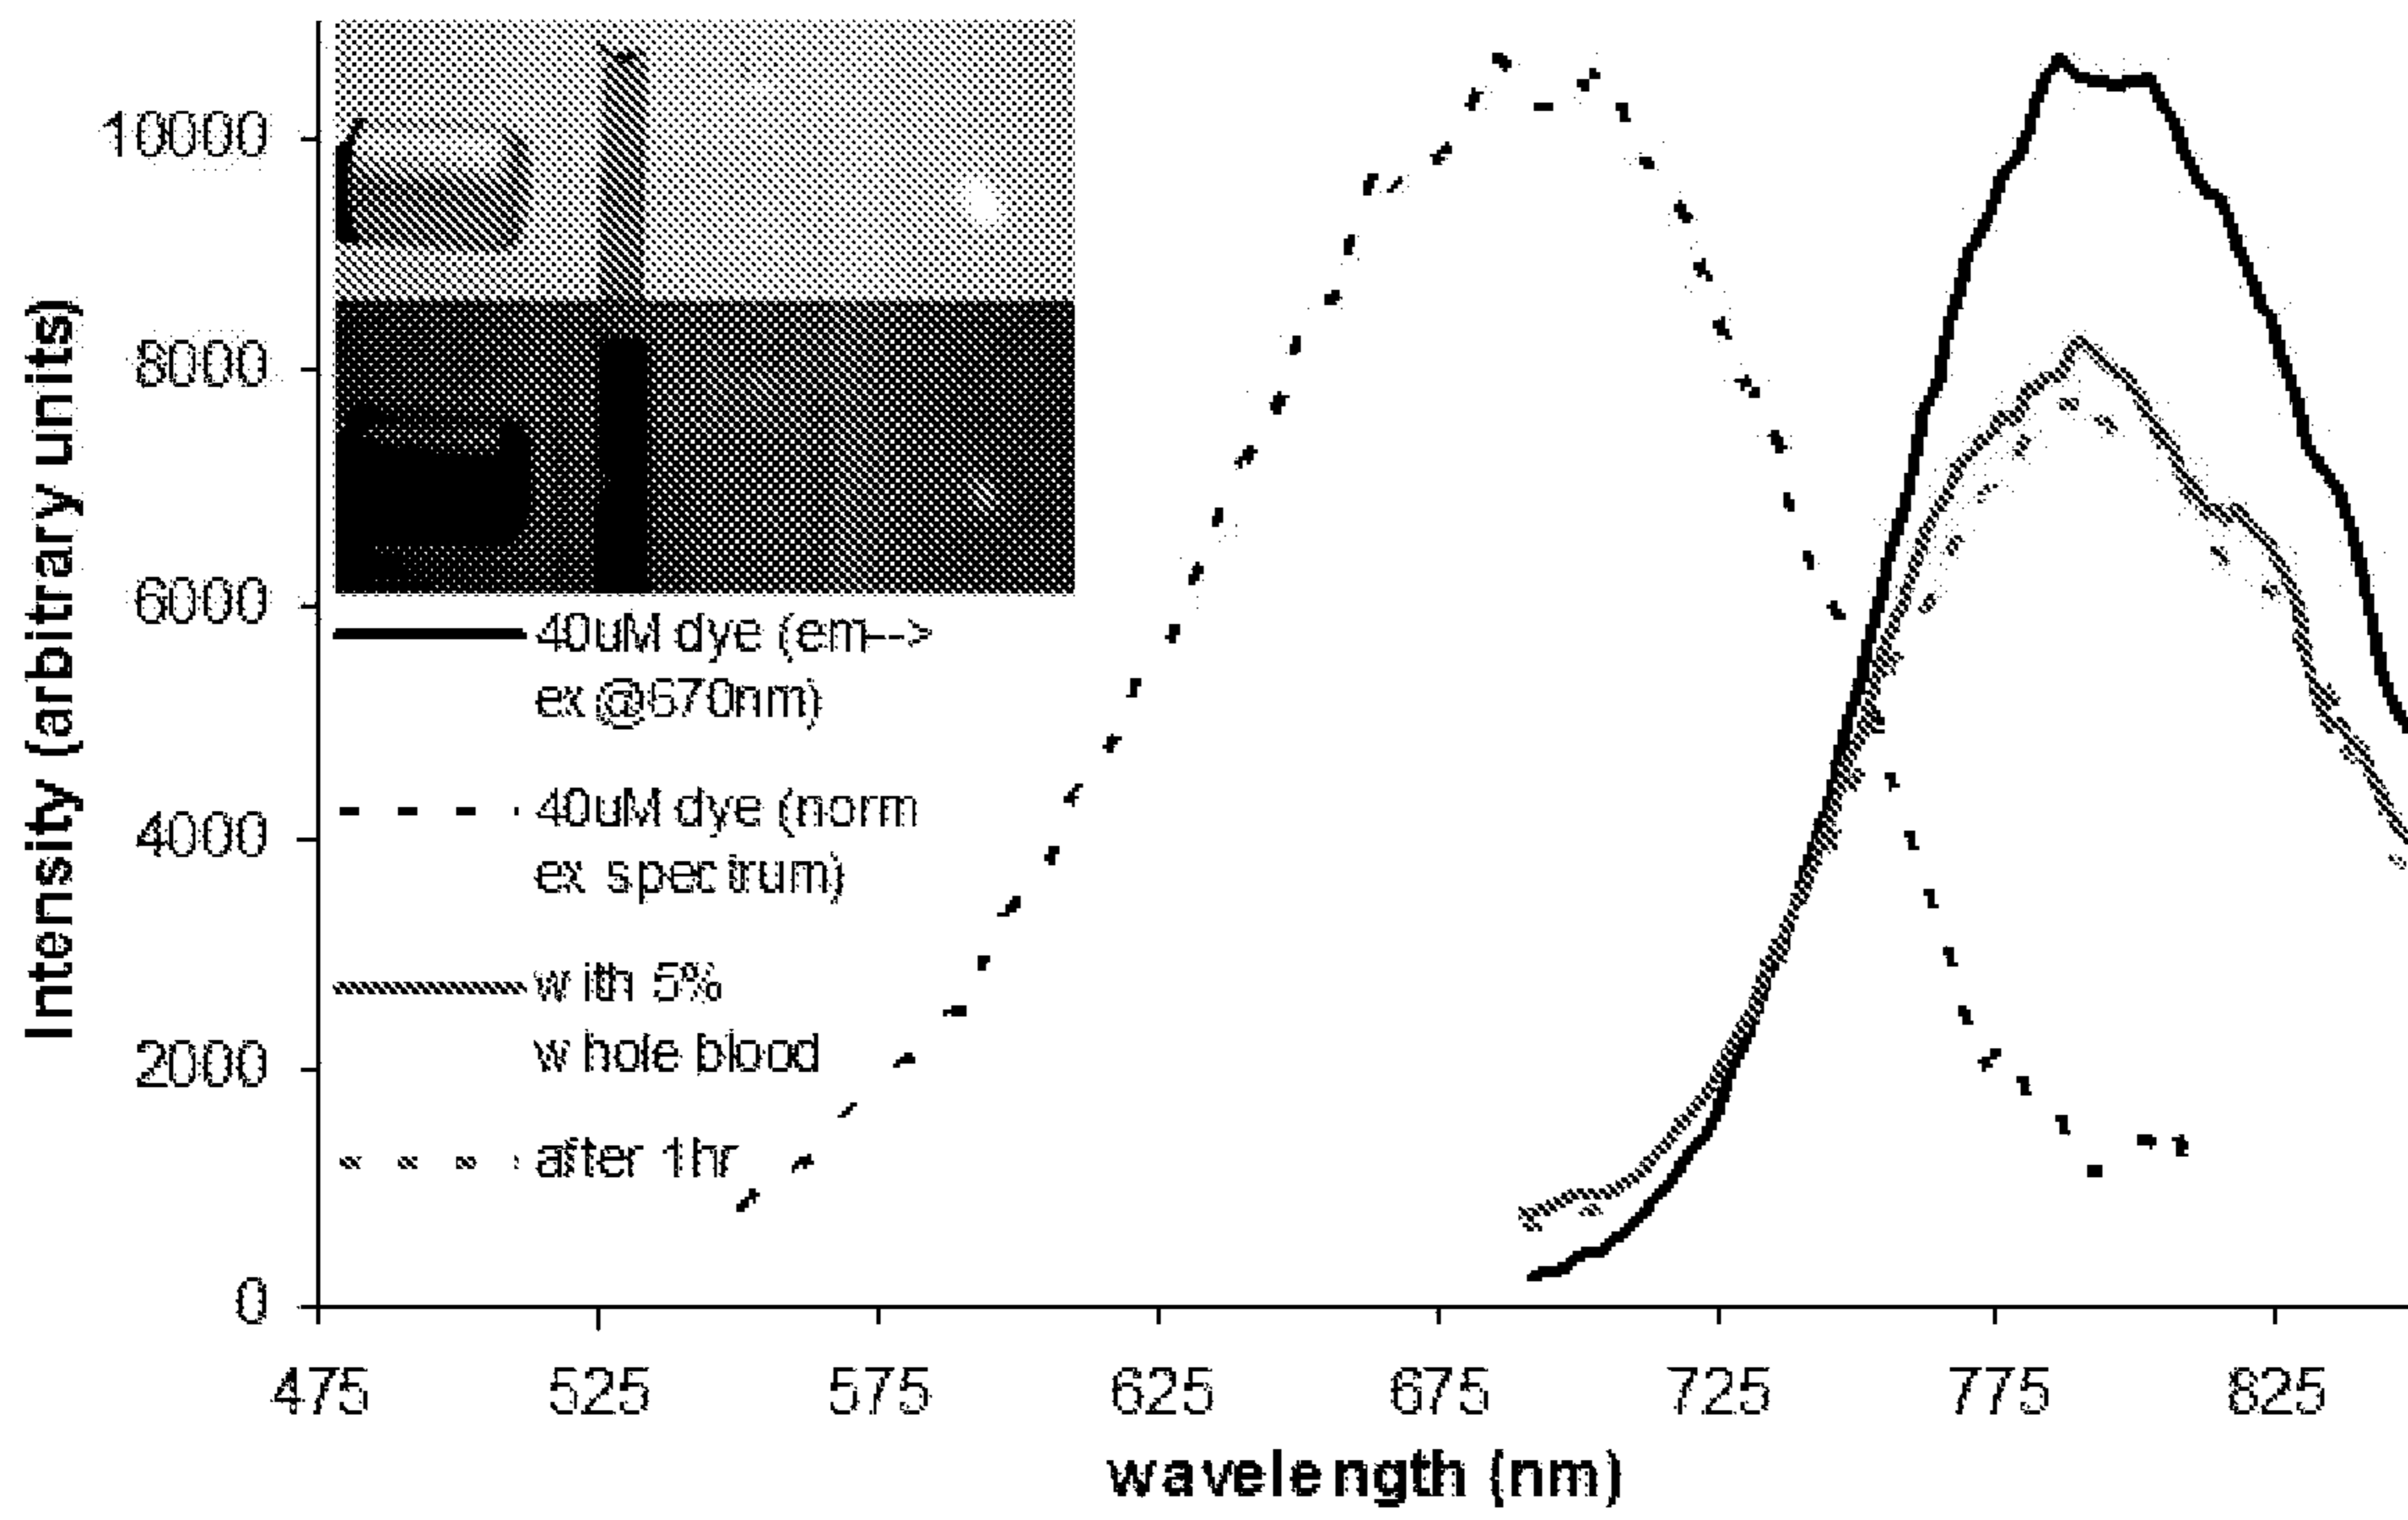 Intensity (arbitrary units)
10000
8000
6000
4000
2000
0
40uM dye (em-->
ex @670nm)
40uM dye (norm
ex spectrum)
with 5%
whole blood
after 1hr
475 525 575 625 675 725 775 825
wavelength (nm)